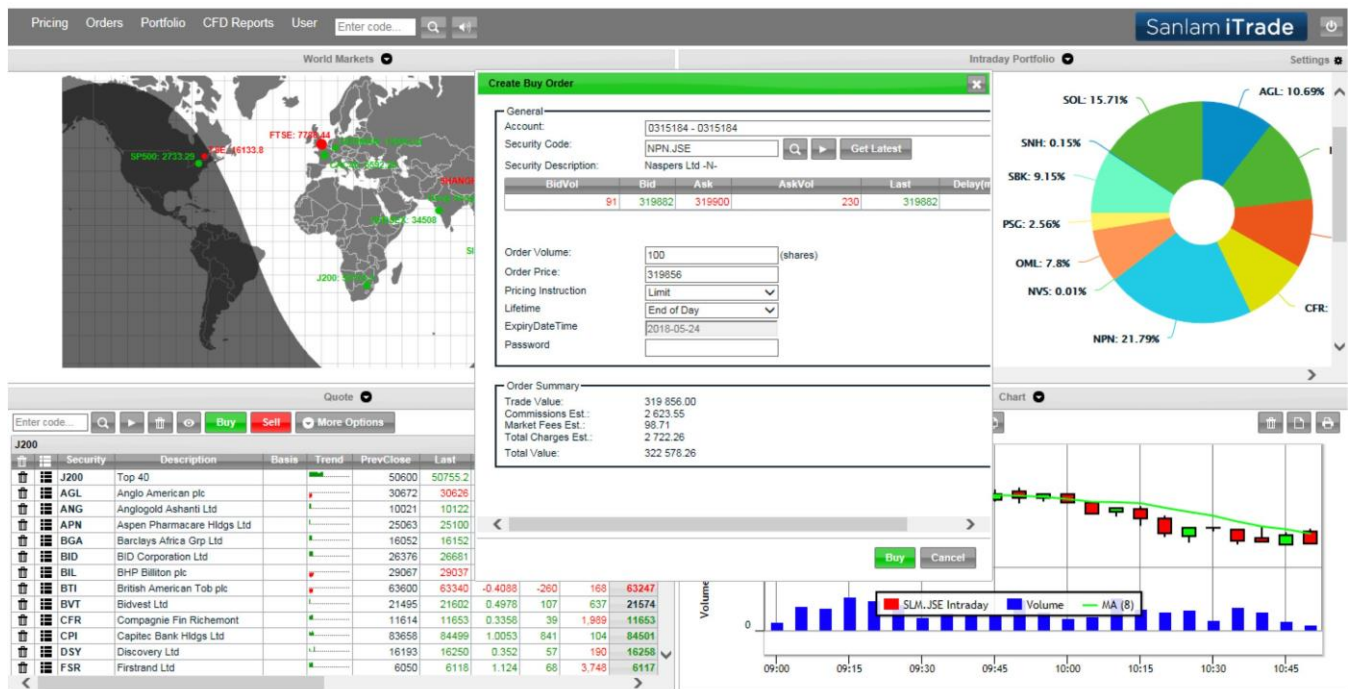 Pricing Orders Portfolio CFD Reports User Enter code... Sanlam iTrade
World Markets
Intraday Portfolio Settings
FTSE: 77
.44
SP500: 2733.29
16133.8
SHANG
34508
J200:
Create Buy Order
General
Account: 0315184 - 0315184
Security Code: NPN.JSE Get Latest
Security Description: Naspers Ltd -N-
BidVol Bid Ask AskVol Last Delay(m
91 319882 319900 230 319882
Order Volume: 100 (shares)
Order Price: 319856
Pricing Instruction Limit
Lifetime End of Day
ExpiryDateTime 2018-05-24
Password
Order Summary
Trade Value: 319 856.00
Commissions Est.: 2 623.55
Market Fees Est.: 98.71
Total Charges Est.: 2 722.26
Total Value: 322 578.26
Buy Cancel
SOL: 15.71%
AGL: 10.69%
SNH: 0.15%
SBK: 9.15%
PSG: 2.56%
OML: 7.8%
NVS: 0.01%
CFR:
NPN: 21.79%
Quote
Enter code... Buy Sell More Options
J200
Security Description Basis Trend PrevClose Last
J200 Top 40 50600 50755.2
AGL Anglo American plc 30672 30626
ANG Anglogold Ashanti Ltd 10021 10122
APN Aspen Pharmacare Hldgs Ltd 25063 25100
BGA Barclays Africa Grp Ltd 16052 16152
BID BID Corporation Ltd 26376 26681
BIL BHP Billiton plc 29067 29037
BTI British American Tob plc 63600 63340 -0.4088 -260 168 63247
BVT Bidvest Ltd 21495 21602 0.4978 107 637 21574
CFR Compagnie Fin Richemont 11614 11653 0.3358 39 1,989 11653
CPI Capitec Bank Hldgs Ltd 83658 84499 1.0053 841 104 84501
DSY Discovery Ltd 16193 16250 0.352 57 190 16258
FSR Firstrand Ltd 6050 6118 1.124 68 3,748 6117
Chart
Volume
0
SLM.JSE Intraday Volume MA (8)
09:00 09:15 09:30 09:45 10:00 10:15 10:30 10:45